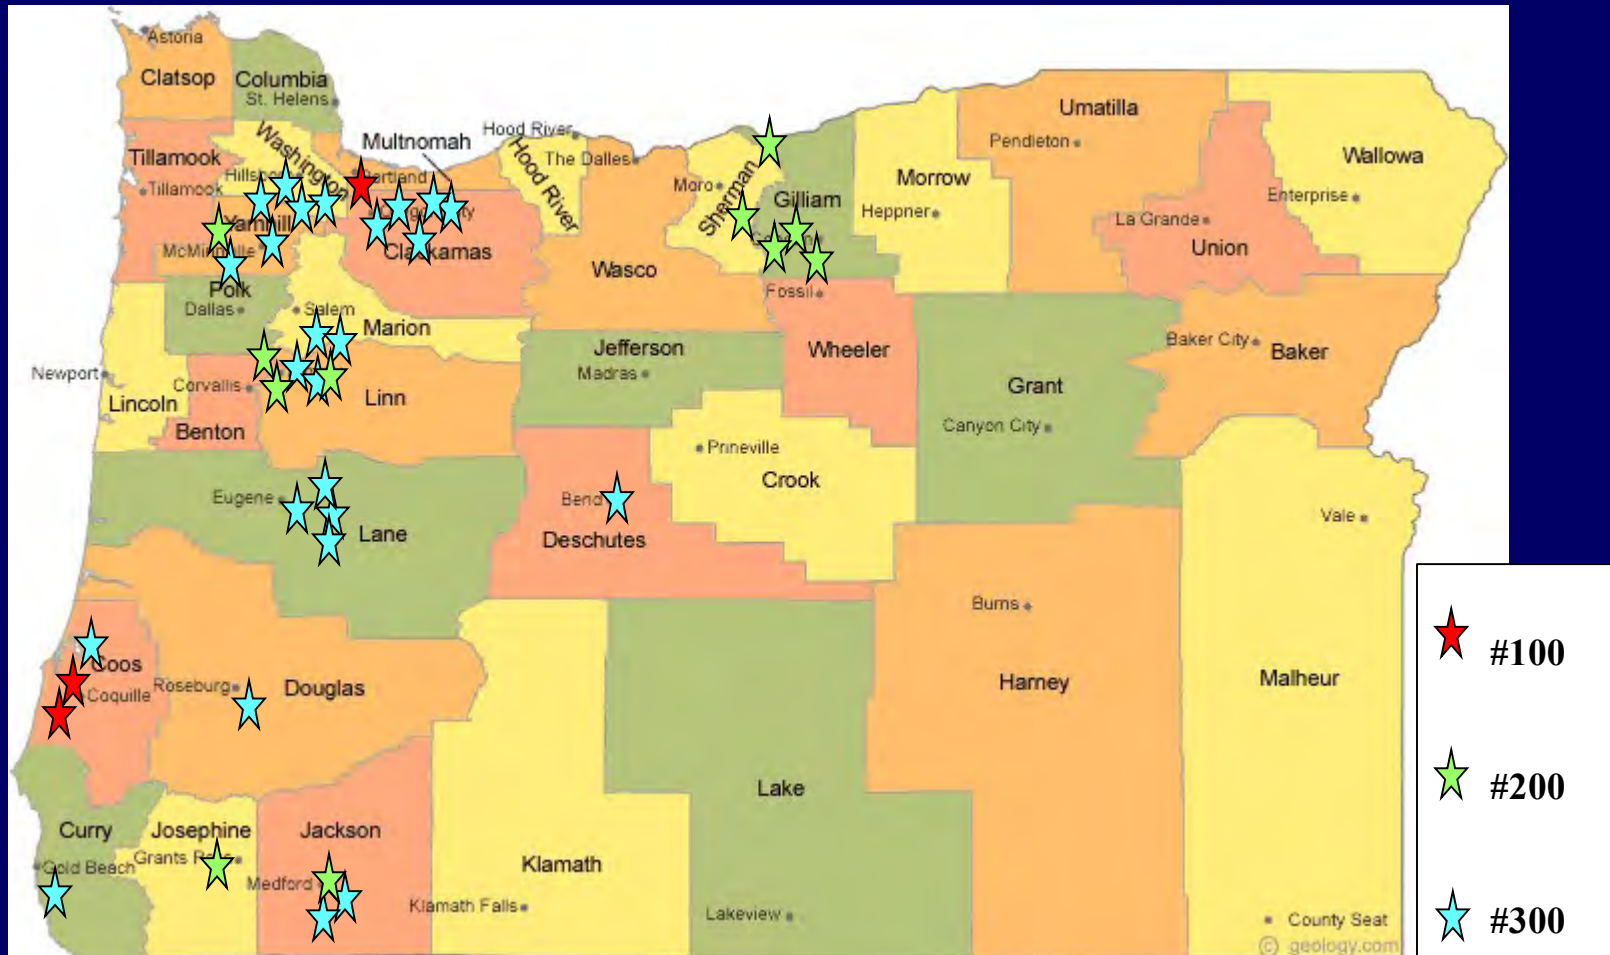 Astoria
Clatsop
Columbia
St. Helens
Washington
Multnomah
Hood River
Hood River
The Dalles
Umatilla
Pendleton
Wallowa
Enterprise
Tillamook
Tillamook
Portland
Moro
Sherman
Gilliam
Morrow
Heppner
La Grande
Union
Yamhill
Clackamas
Wasco
Fossil
Polk
Dallas
Salem
Marion
Jefferson
Madras
Wheeler
Baker City
Baker
Newport
Lincoln
Corvallis
Benton
Linn
Grant
Canyon City
Prineville
Crook
Eugene
Lane
Bend
Deschutes
Vale
Burns
Coos
Coquille
Roseburg
Douglas
Harney
Malheur
Lake
Curry
Gold Beach
Josephine
Jackson
Medford
Klamath
Klamath Falls
Lakeview
County Seat
© geology.com
#100
#200
#300